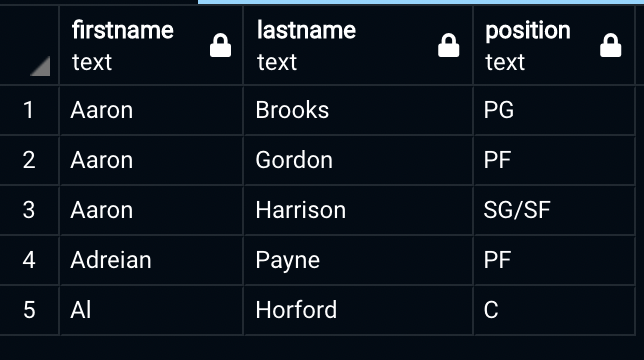 firstname lastname position
text text text
1 Aaron Brooks PG
2 Aaron Gordon PF
3 Aaron Harrison SG/SF
4 Adreian Payne PF
5 Al Horford C